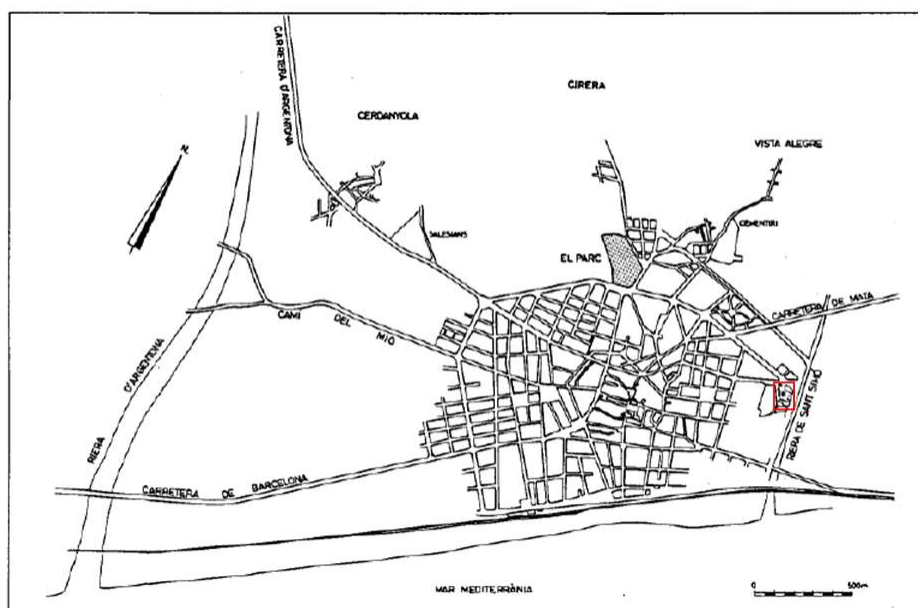 CARRETERA D'ARGENTONA
CIRERA
CERDANYOLA
VISTA ALEGRE
N.
SALESIANS
CEMENTIRI
EL PARC
CARRETERA DE MATA
CAMI DEL MIG
RIERA D'ARGENTONA
RIERA DE SANT SIMÓ
CARRETERA DE BARCELONA
MAR MEDITERRÀNIA
0 500m